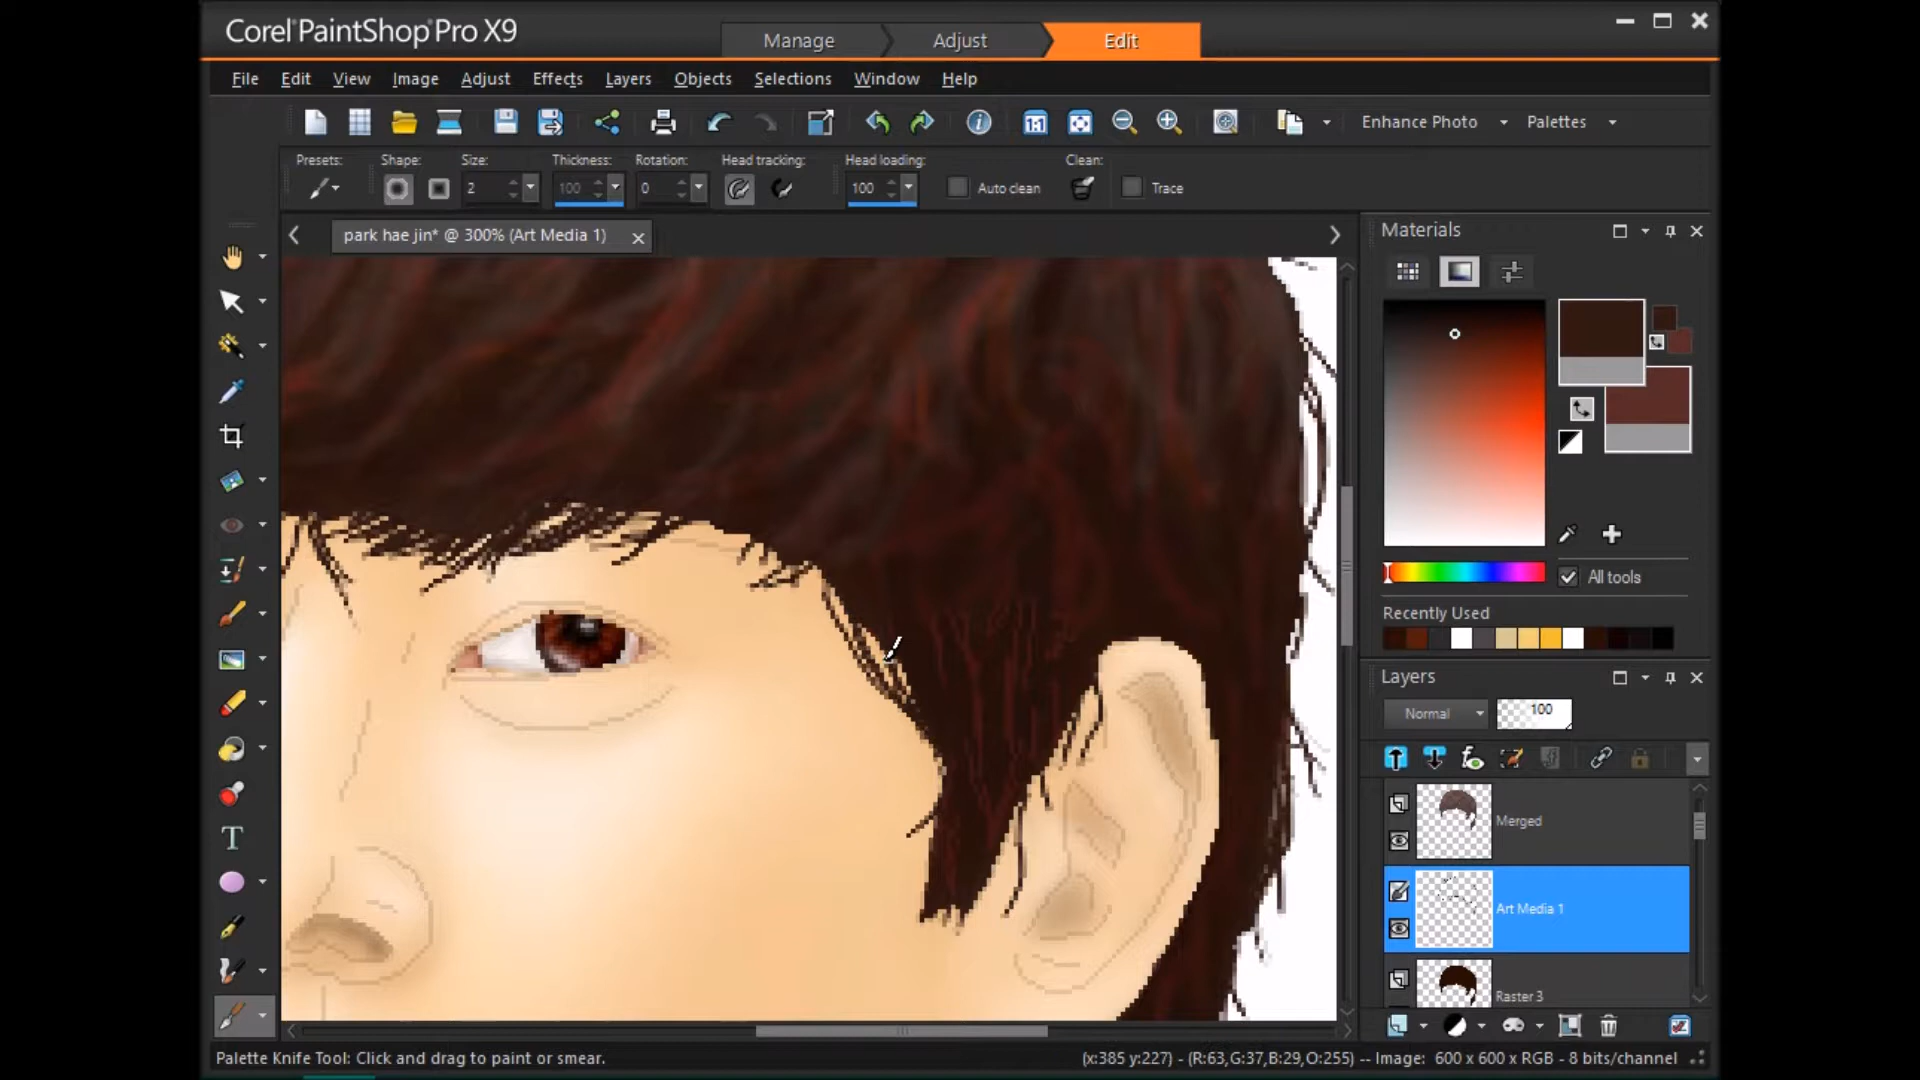 Corel PaintShop Pro X9
Manage
Adjust
Edit
File
Edit
View
Image
Adjust
Effects
Layers
Objects
Selections
Window
Help
1:1
Enhance Photo
Palettes
Presets:
Shape:
Size:
Thickness:
Rotation:
Head tracking:
Head loading:
Clean:
2
100
0
100
Auto clean
Trace
park hae jin* @ 300% (Art Media 1)
Materials
All tools
Recently Used
Layers
Normal
100
Merged
Art Media 1
Raster 3
T
Palette Knife Tool: Click and drag to paint or smear.
(x:385 y:227) - (R:63,G:37,B:29,O:255) -- Image: 600 x 600 x RGB - 8 bits/channel